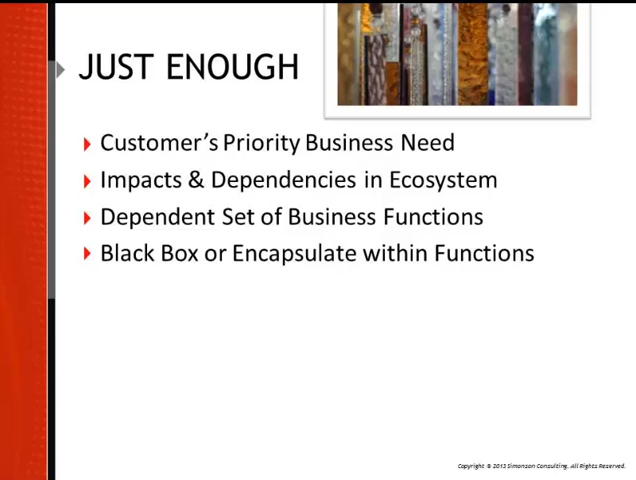 JUST ENOUGH
Customer's Priority Business Need
Impacts & Dependencies in Ecosystem
Dependent Set of Business Functions
Black Box or Encapsulate within Functions
Copyright © 2013 Simonson Consulting. All Rights Reserved.